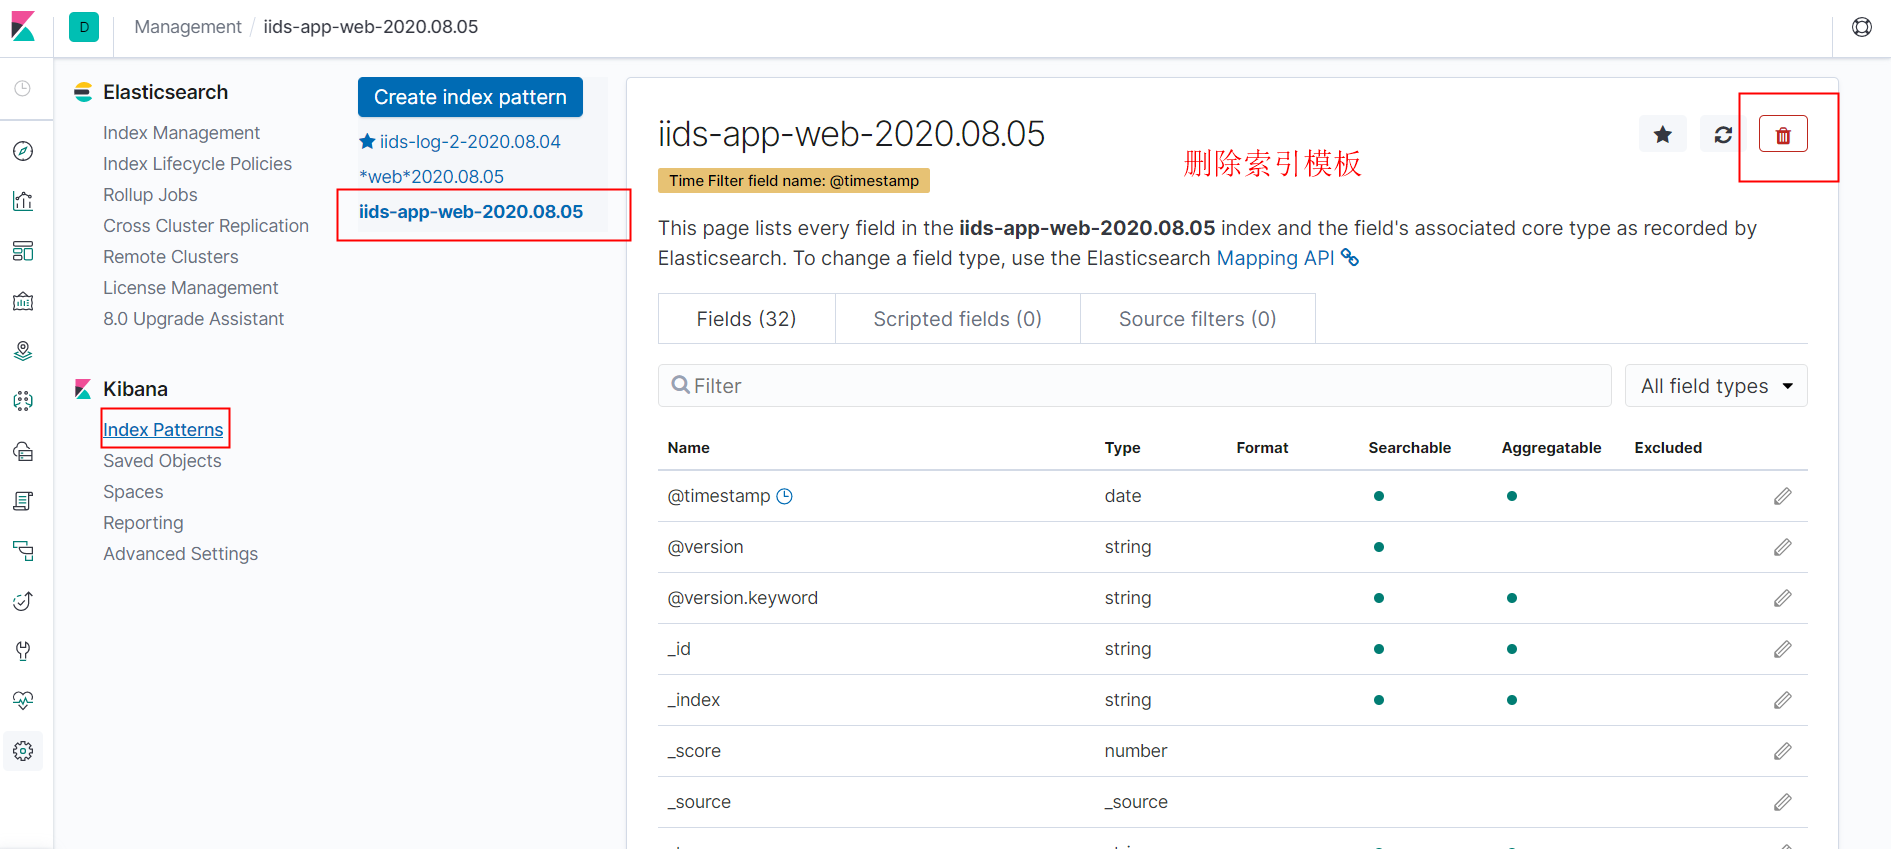 D
Management / iids-app-web-2020.08.05
Elasticsearch
Index Management
Index Lifecycle Policies
Rollup Jobs
Cross Cluster Replication
Remote Clusters
License Management
8.0 Upgrade Assistant
Kibana
Index Patterns
Saved Objects
Spaces
Reporting
Advanced Settings
Create index pattern
iids-log-2-2020.08.04
*web*2020.08.05
iids-app-web-2020.08.05
iids-app-web-2020.08.05
删除索引模板
Time Filter field name: @timestamp
This page lists every field in the iids-app-web-2020.08.05 index and the field's associated core type as recorded by
Elasticsearch. To change a field type, use the Elasticsearch Mapping API
Fields (32) Scripted fields (0) Source filters (0)
Filter All field types
Name Type Format Searchable Aggregatable Excluded
@timestamp date
@version string
@version.keyword string
_id string
_index string
_score number
_source _source